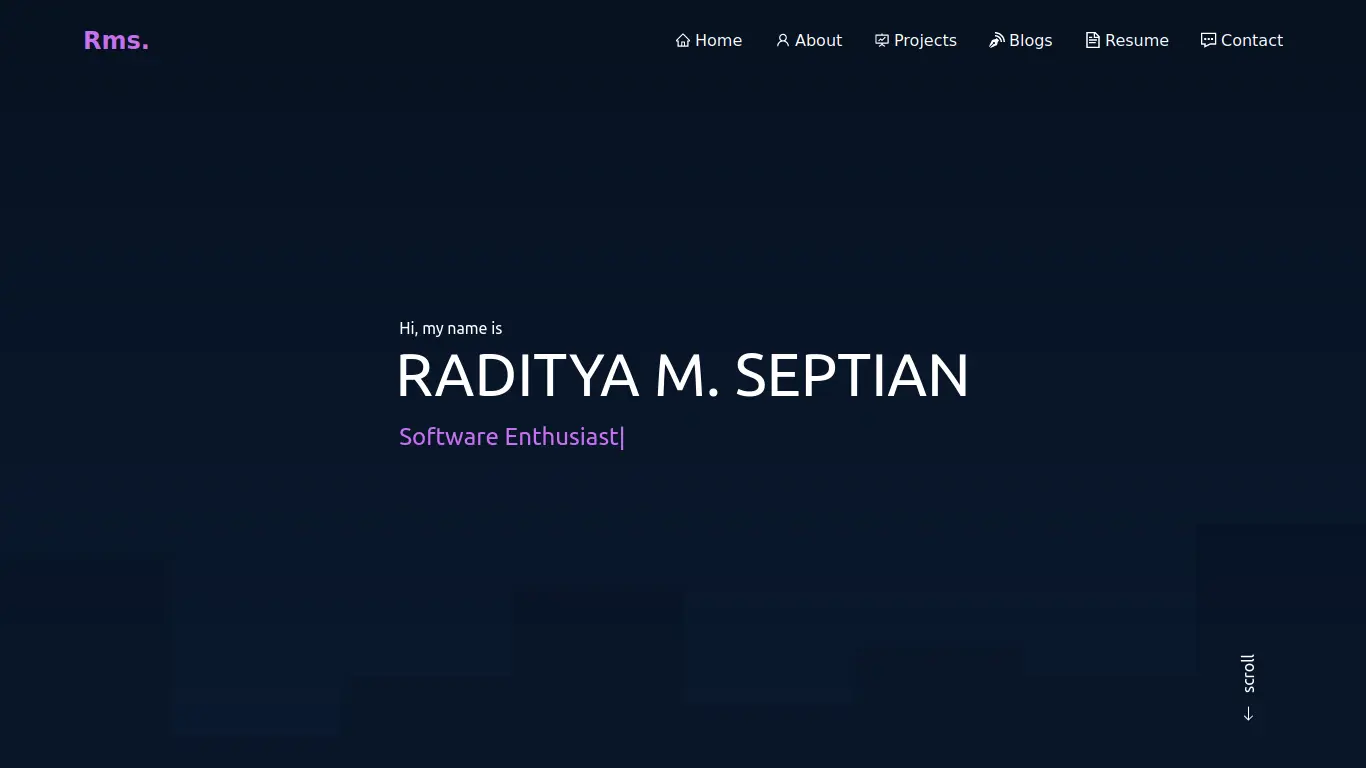 Rms.
Home About Projects Blogs Resume Contact
Hi, my name is
RADITYA M. SEPTIAN
Software Enthusiast|
scroll